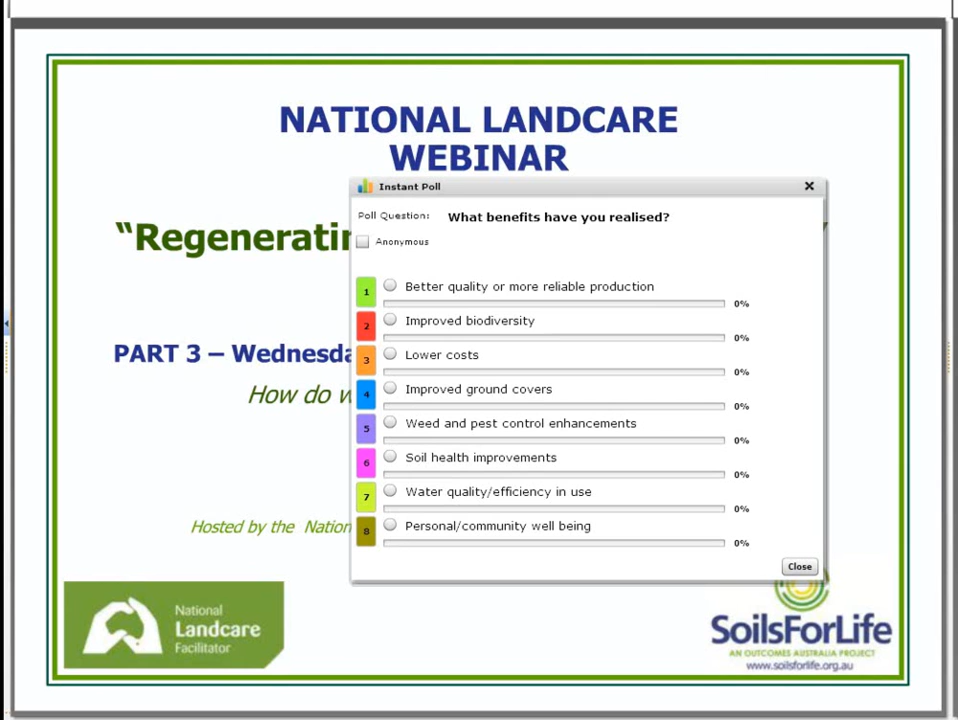 NATIONAL LANDCARE
WEBINAR
Instant Poll
Poll Question: What benefits have you realised?
Anonymous
1 Better quality or more reliable production
0%
2 Improved biodiversity
0%
3 Lower costs
0%
4 Improved ground covers
0%
5 Weed and pest control enhancements
0%
6 Soil health improvements
0%
7 Water quality/efficiency in use
0%
8 Personal/community well being
0%
Close
PART 3 –
How do
Hosted by the
National
Landcare
Facilitator
SoilsForLife
AN OUTCOMES AUSTRALIA PROJECT
www.soilsforlife.org.au